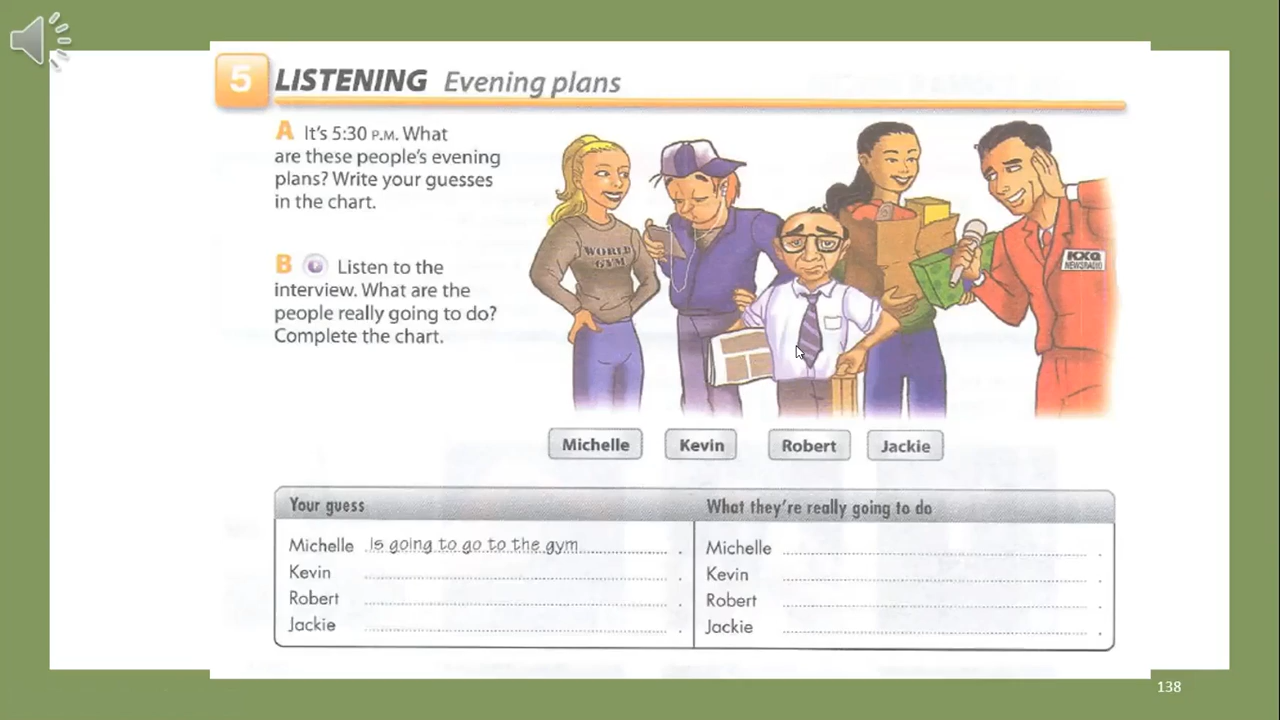 5 LISTENING Evening plans
A It's 5:30 P.M. What
are these people's evening
plans? Write your guesses
in the chart.
B Listen to the
interview. What are the
people really going to do?
Complete the chart.
WORLD
GYM
KXQ
NEWSRADIO
Michelle Kevin Robert Jackie
Your guess What they're really going to do
Michelle is going to go to the gym . Michelle .
Kevin . Kevin .
Robert . Robert .
Jackie . Jackie .
138